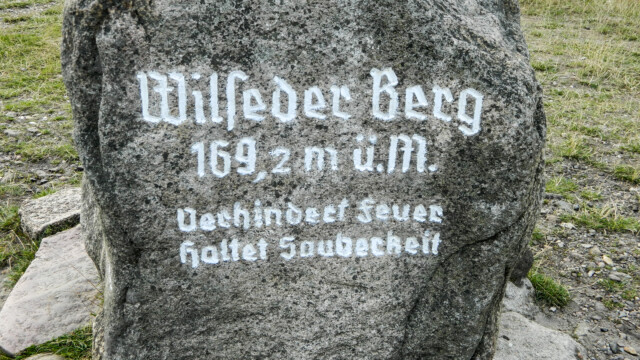 Wilseder Berg
169,2 m ü.M.
Verhindert Feuer
Haltet Sauberkeit